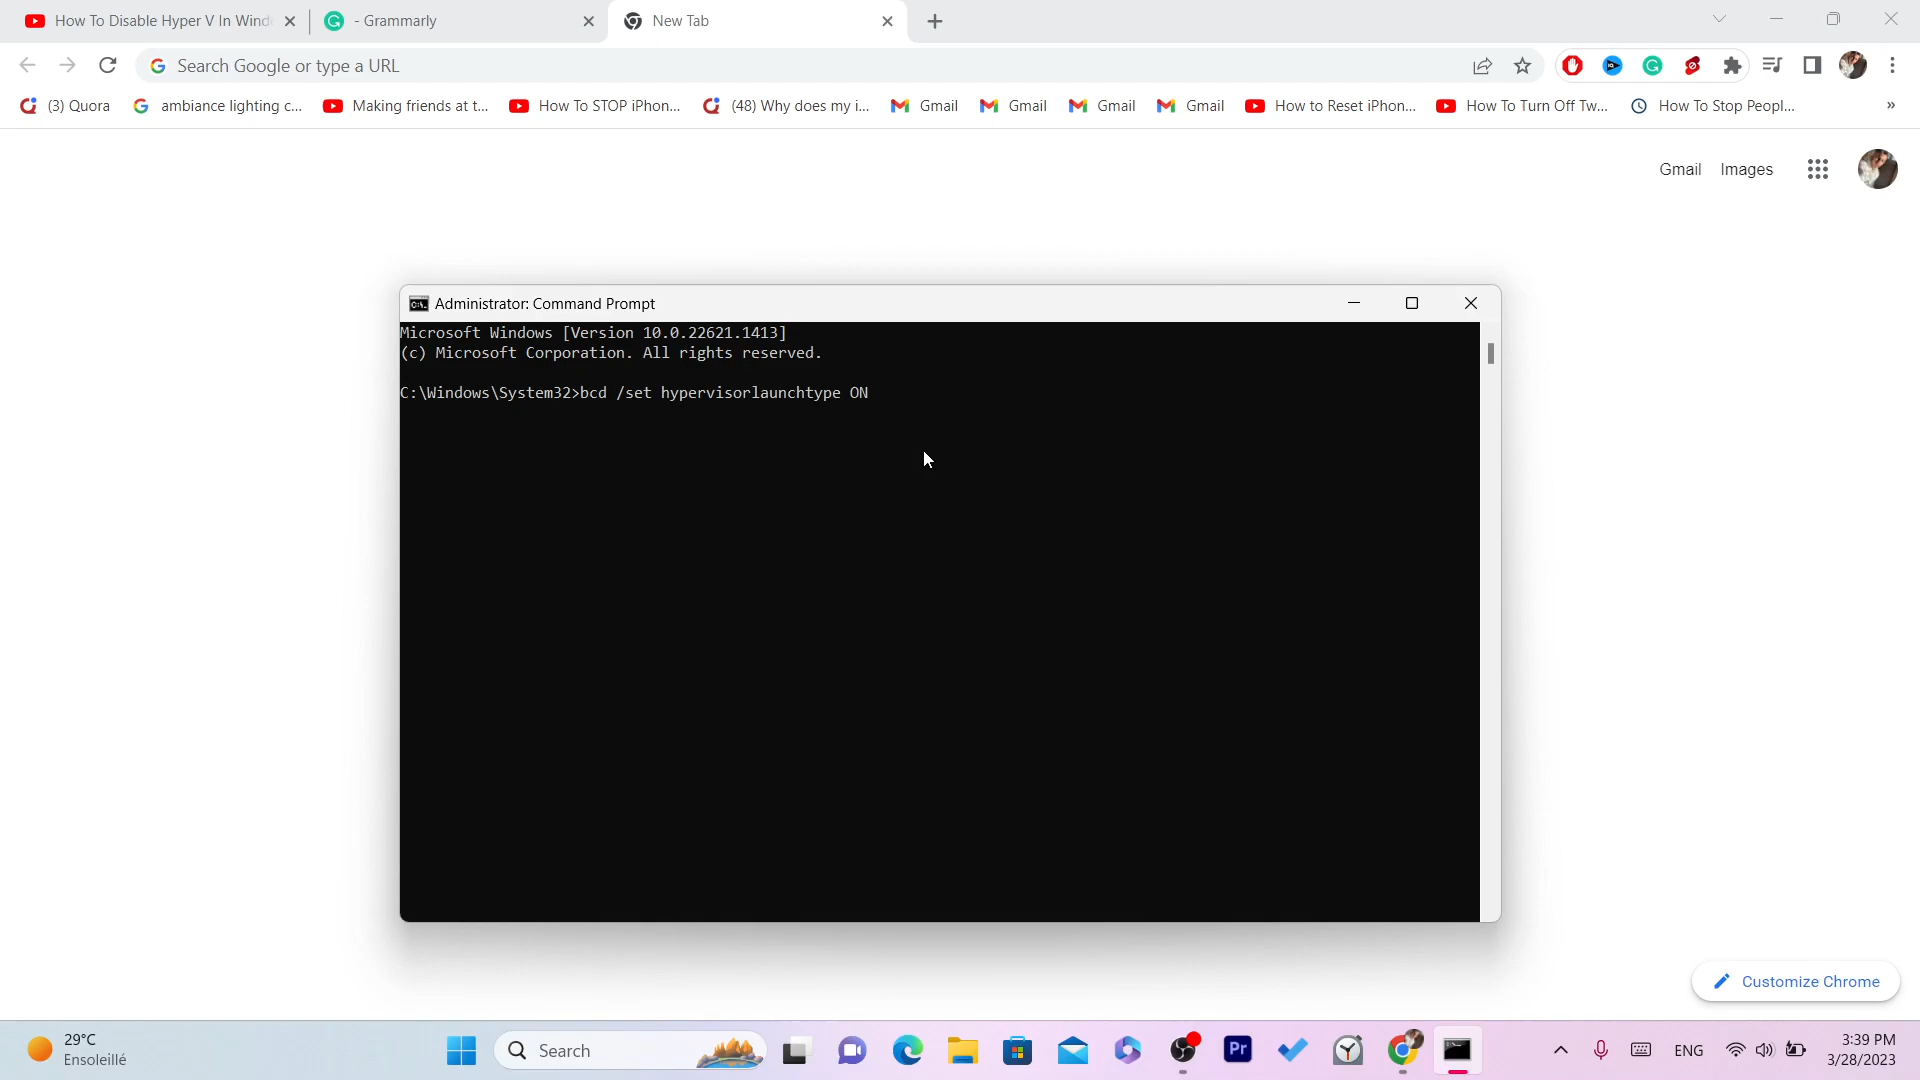 How To Disable Hyper V In Wind
- Grammarly
New Tab
Search Google or type a URL
(3) Quora
ambiance lighting c...
Making friends at t...
How To STOP iPhon...
(48) Why does my i...
Gmail
Gmail
Gmail
Gmail
How to Reset iPhon...
How To Turn Off Tw...
How To Stop Peopl...
»
Gmail
Images
Administrator: Command Prompt
Microsoft Windows [Version 10.0.22621.1413]
(c) Microsoft Corporation. All rights reserved.
C:\Windows\System32>bcd /set hypervisorlaunchtype ON
Customize Chrome
29°C
Ensoleillé
Search
Pr
ENG
3:39 PM
3/28/2023